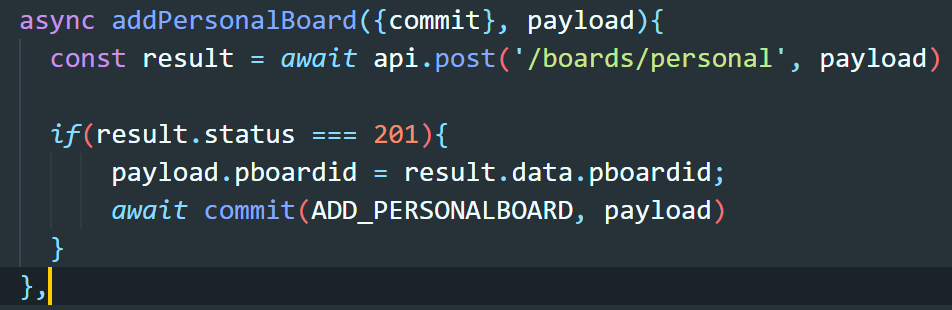 async addPersonalBoard({commit}, payload){
const result = await api.post('/boards/personal', payload)
if(result.status === 201){
payload.pboardid = result.data.pboardid;
await commit(ADD_PERSONALBOARD, payload)
}
},